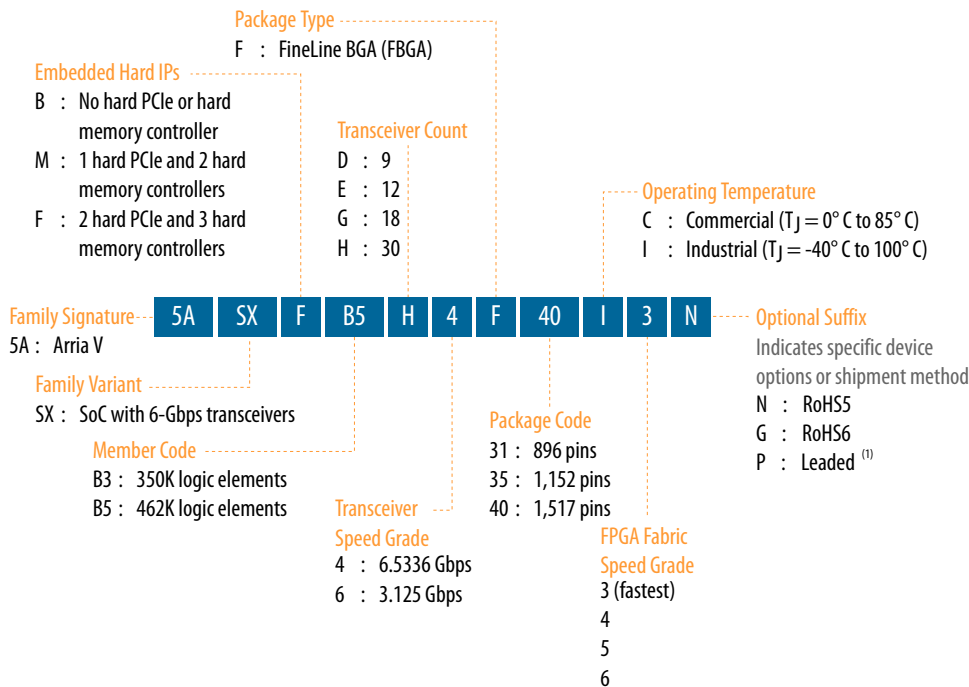 Package Type
F : FineLine BGA (FBGA)
Embedded Hard IPs
B : No hard PCIe or hard
memory controller
M : 1 hard PCIe and 2 hard
memory controllers
F : 2 hard PCIe and 3 hard
memory controllers
Transceiver Count
D : 9
E : 12
G : 18
H : 30
Operating Temperature
C : Commercial (TJ = 0° C to 85° C)
I : Industrial (TJ = -40° C to 100° C)
Family Signature
5A : Arria V
5A SX F B5 H 4 F 40 I 3 N
Optional Suffix
Indicates specific device
options or shipment method
N : RoHS5
G : RoHS6
P : Leaded (1)
Family Variant
SX : SoC with 6-Gbps transceivers
Member Code
B3 : 350K logic elements
B5 : 462K logic elements
Transceiver
Speed Grade
4 : 6.5336 Gbps
6 : 3.125 Gbps
Package Code
31 : 896 pins
35 : 1,152 pins
40 : 1,517 pins
FPGA Fabric
Speed Grade
3 (fastest)
4
5
6